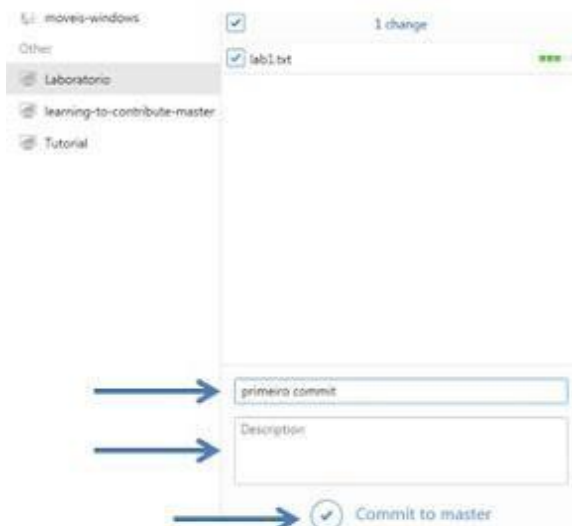 moveis-windows
Other
Laboratorio
learning-to-contribute-master
Tutorial
1 change
lab1.txt
primeiro commit
Description
Commit to master